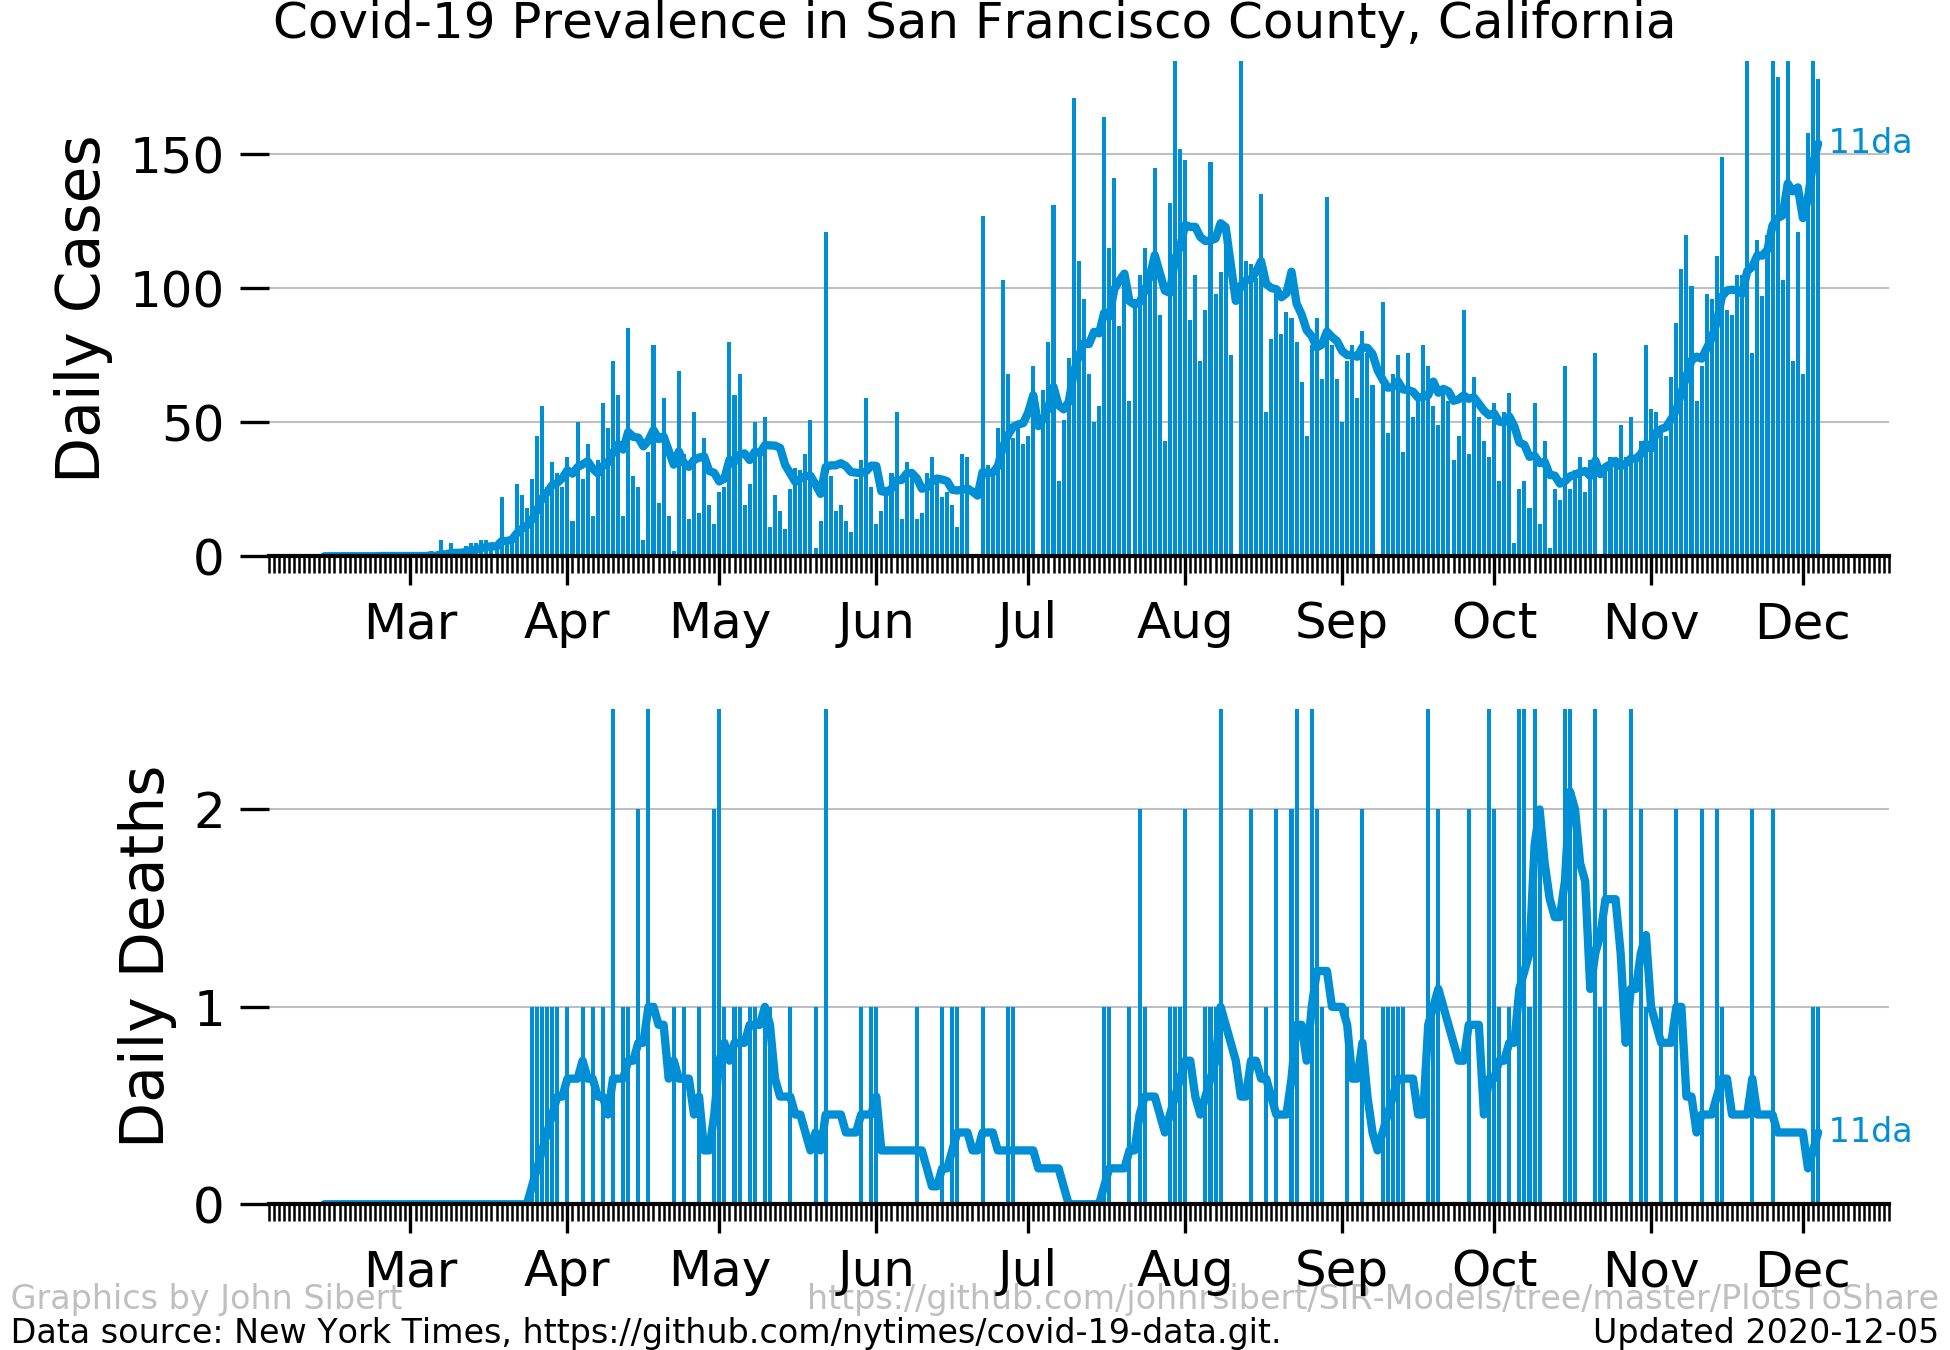 Covid-19 Prevalence in San Francisco County, California
Daily Cases
150
100
50
0
11da
Mar Apr May Jun Jul Aug Sep Oct Nov Dec
Daily Deaths
2
1
0
11da
Mar Apr May Jun Jul Aug Sep Oct Nov Dec
Graphics by John Sibert https://github.com/johnrsibert/SIR-Models/tree/master/PlotsToShare
Data source: New York Times, https://github.com/nytimes/covid-19-data.git. Updated 2020-12-05